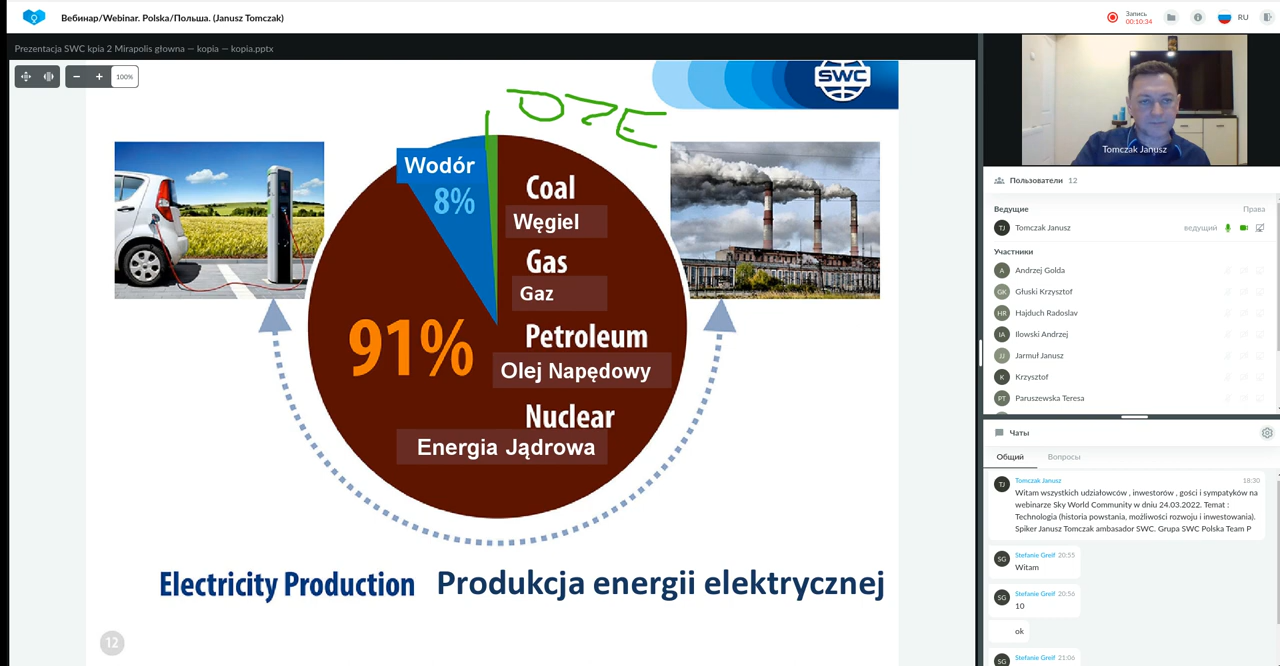 Вебинар/Webinar. Polska/Польша. (Janusz Tomczak)
Запись
00:10:34
RU
Prezentacja SWC kpia 2 Mirapolis główna — kopia — kopia.pptx
100%
SWC
OZE
Wodór
8%
Coal
Węgiel
Gas
Gaz
91%
Petroleum
Olej Napędowy
Nuclear
Energia Jądrowa
Electricity Production
Produkcja energii elektrycznej
12
Tomczak Janusz
Пользователи 12
Ведущие
Права
TJ
Tomczak Janusz
ведущий
Участники
A
Andrzej Golda
GK
Głuski Krzysztof
HR
Hajduch Radoslav
IA
Ilowski Andrzej
JJ
Jarmuł Janusz
K
Krzysztof
PT
Paruszewska Teresa
Чаты
Общий
Вопросы
TJ
Tomczak Janusz 18:30
Witam wszystkich udziałowców , inwestorów , gości i sympatyków na
webinarze Sky World Community w dniu 24.03.2022. Temat :
Technologia (historia powstania, możliwości rozwoju i inwestowania).
Spiker Janusz Tomczak ambasador SWC. Grupa SWC Polska Team P
SG
Stefanie Greif 20:55
Witam
SG
Stefanie Greif 20:56
10
ok
SG
Stefanie Greif 21:06